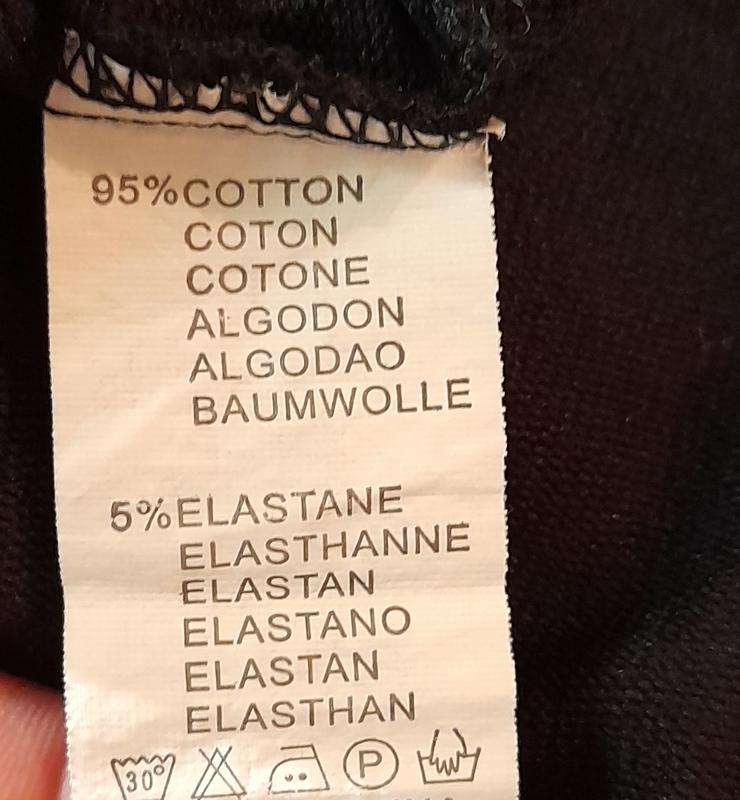 95%COTTON
COTON
COTONE
ALGODON
ALGODAO
BAUMWOLLE
5%ELASTANE
ELASTHANNE
ELASTAN
ELASTANO
ELASTAN
ELASTHAN
30° P